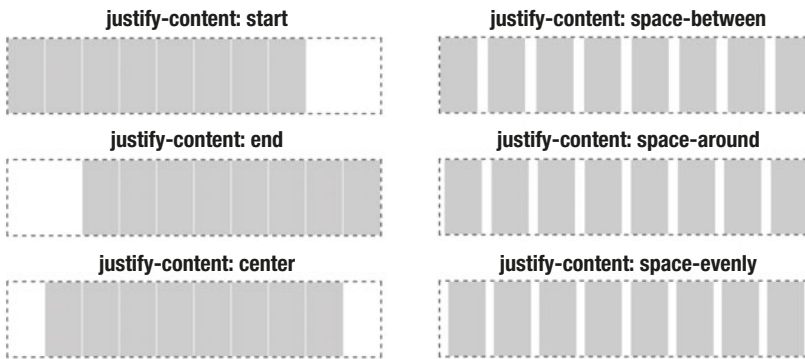 justify-content: start
justify-content: space-between
justify-content: end
justify-content: space-around
justify-content: center
justify-content: space-evenly